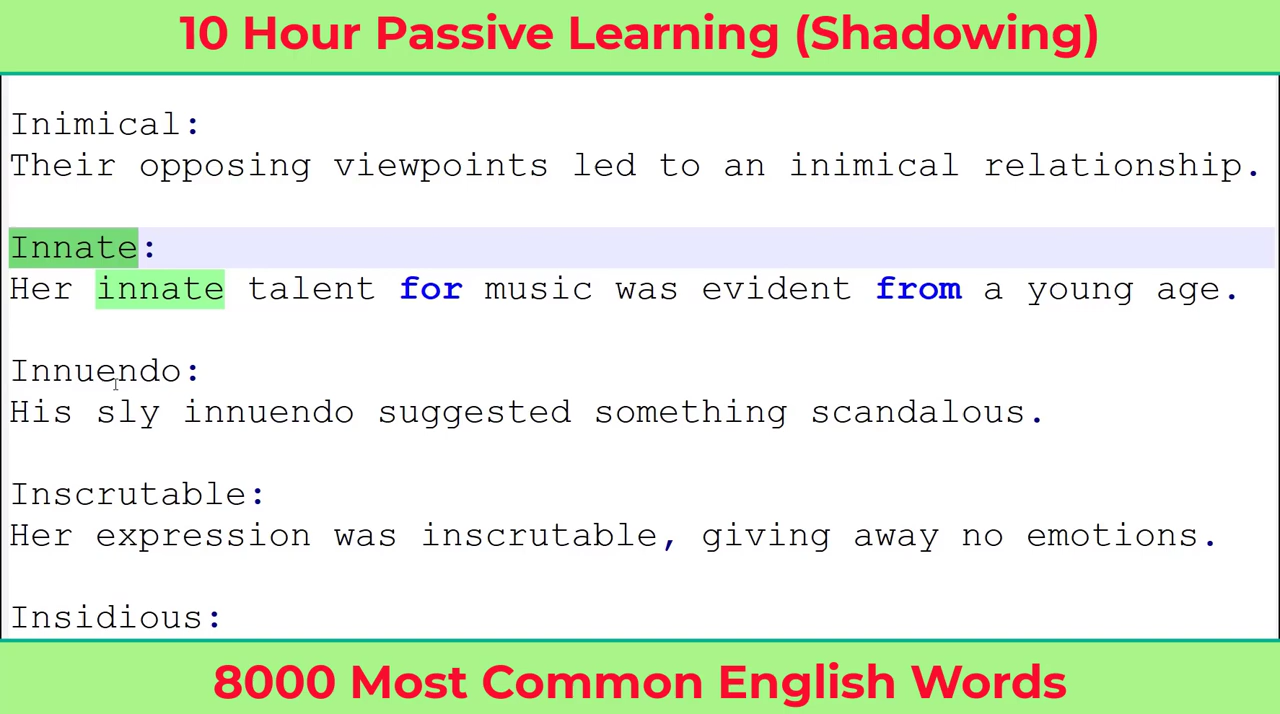 10 Hour Passive Learning (Shadowing)
Inimical:
Their opposing viewpoints led to an inimical relationship.
Innate:
Her innate talent for music was evident from a young age.
Innuendo:
His sly innuendo suggested something scandalous.
Inscrutable:
Her expression was inscrutable, giving away no emotions.
Insidious:
8000 Most Common English Words